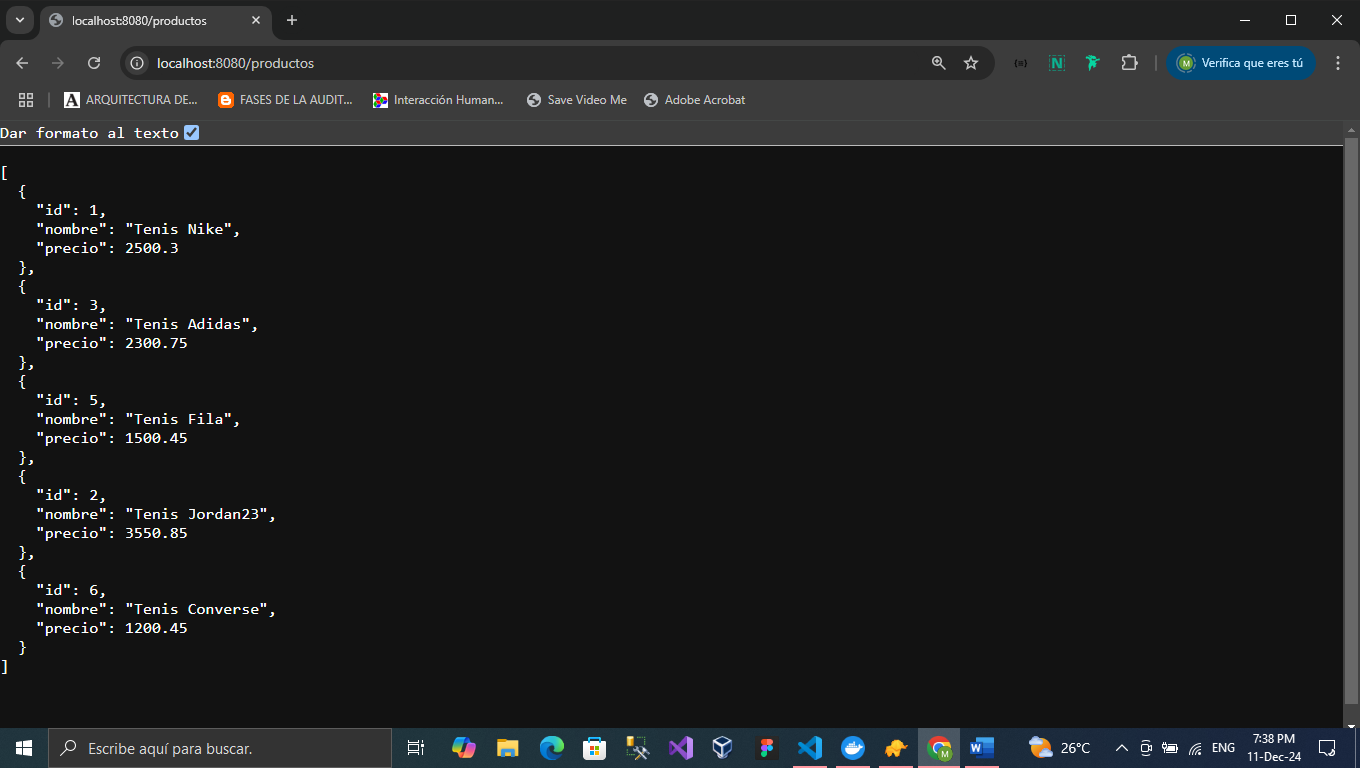 localhost:8080/productos
localhost:8080/productos
Verifica que eres tú
ARQUITECTURA DE...
FASES DE LA AUDIT...
Interacción Human...
Save Video Me
Adobe Acrobat
Dar formato al texto
[
  {
    "id": 1,
    "nombre": "Tenis Nike",
    "precio": 2500.3
  },
  {
    "id": 3,
    "nombre": "Tenis Adidas",
    "precio": 2300.75
  },
  {
    "id": 5,
    "nombre": "Tenis Fila",
    "precio": 1500.45
  },
  {
    "id": 2,
    "nombre": "Tenis Jordan23",
    "precio": 3550.85
  },
  {
    "id": 6,
    "nombre": "Tenis Converse",
    "precio": 1200.45
  }
]
Escribe aquí para buscar.
26°C
ENG
7:38 PM
11-Dec-24